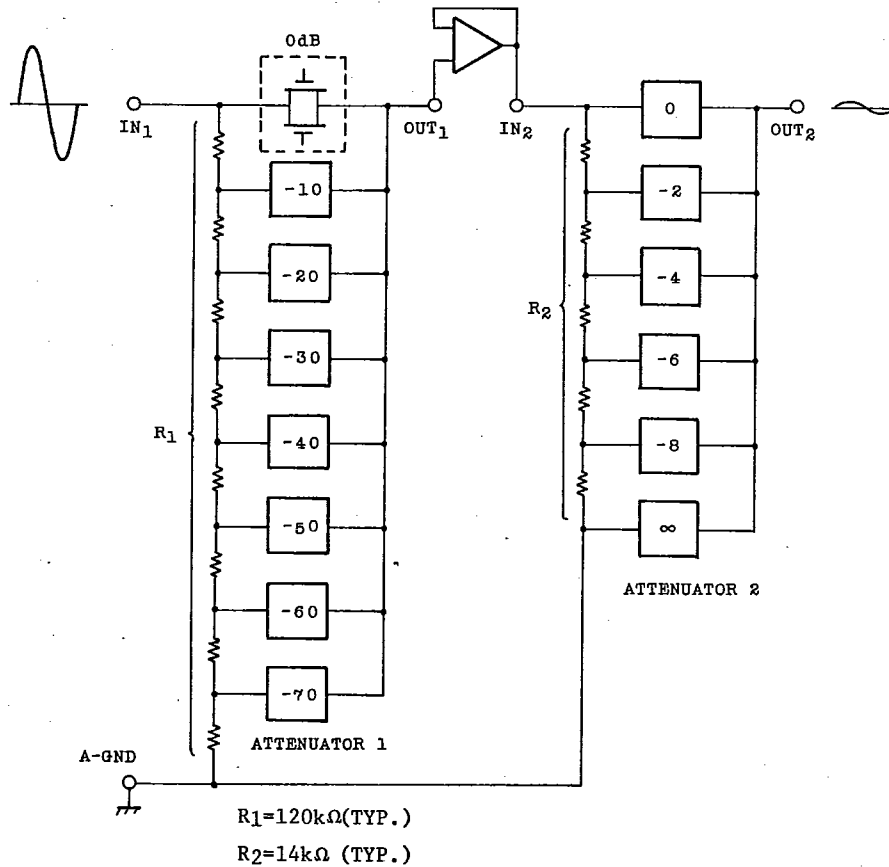 0dB
IN1
OUT1
IN2
0
OUT2
-10
-2
-20
-4
R2
-30
-6
R1
-40
-8
-50
∞
ATTENUATOR 2
-60
-70
ATTENUATOR 1
A-GND
R1=120kΩ(TYP.)
R2=14kΩ (TYP.)